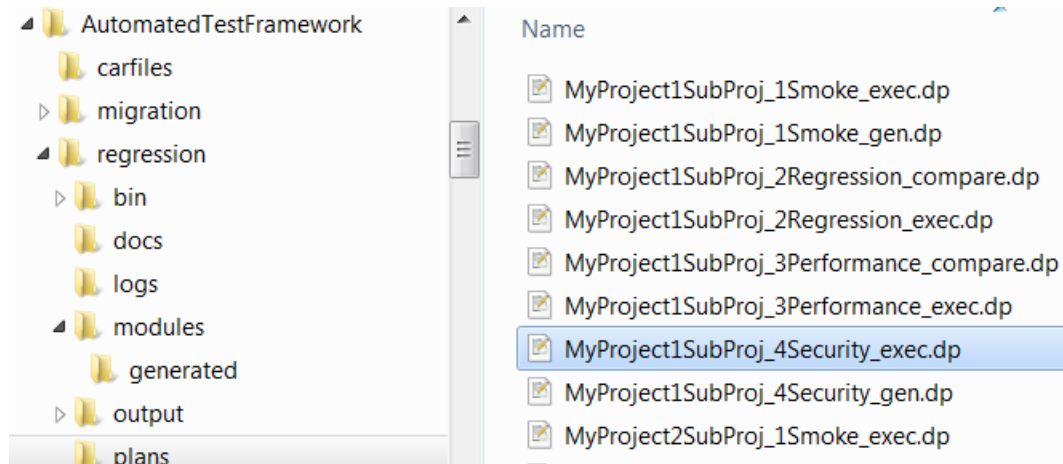 AutomatedTestFramework
carfiles
migration
regression
bin
docs
logs
modules
generated
output
plans
Name
MyProject1SubProj_1Smoke_exec.dp
MyProject1SubProj_1Smoke_gen.dp
MyProject1SubProj_2Regression_compare.dp
MyProject1SubProj_2Regression_exec.dp
MyProject1SubProj_3Performance_compare.dp
MyProject1SubProj_3Performance_exec.dp
MyProject1SubProj_4Security_exec.dp
MyProject1SubProj_4Security_gen.dp
MyProject2SubProj_1Smoke_exec.dp